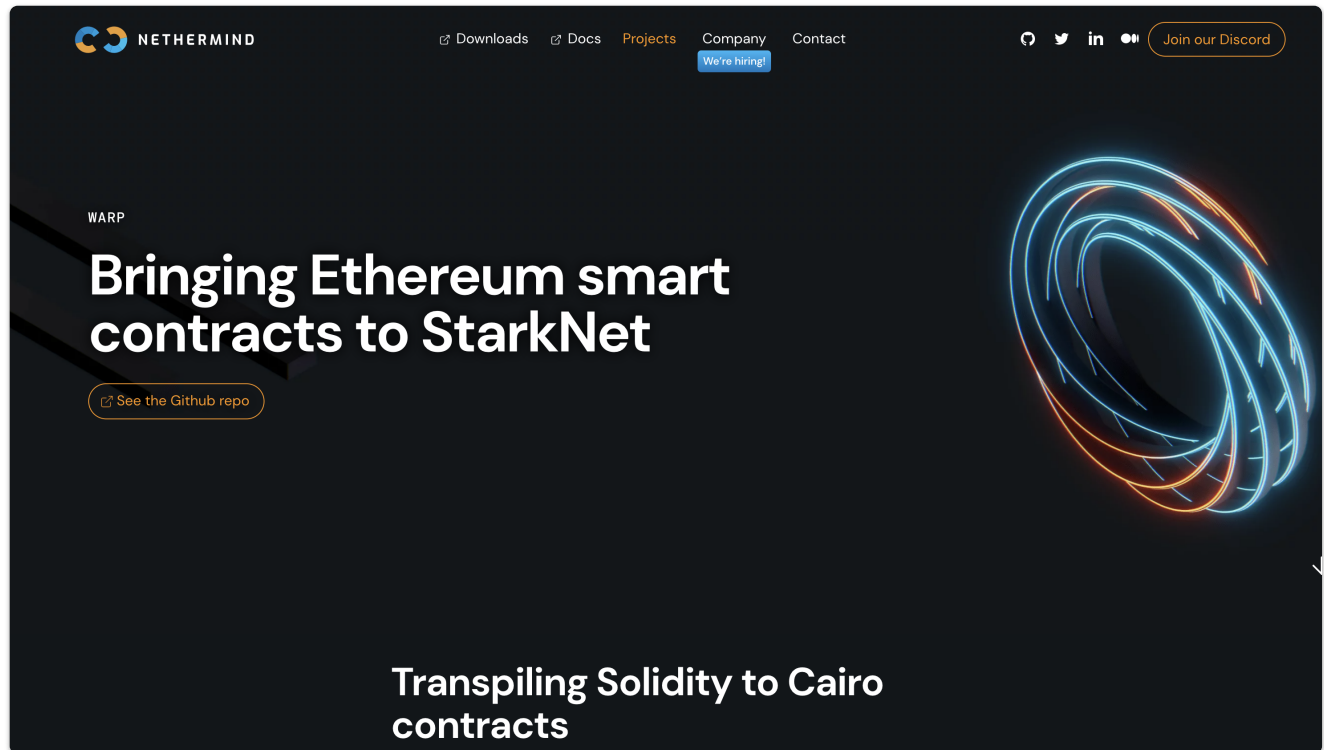 NETHERMIND
Downloads
Docs
Projects
Company
Contact
Join our Discord
We're hiring!
WARP
Bringing Ethereum smart
contracts to StarkNet
See the Github repo
Transpiling Solidity to Cairo
contracts